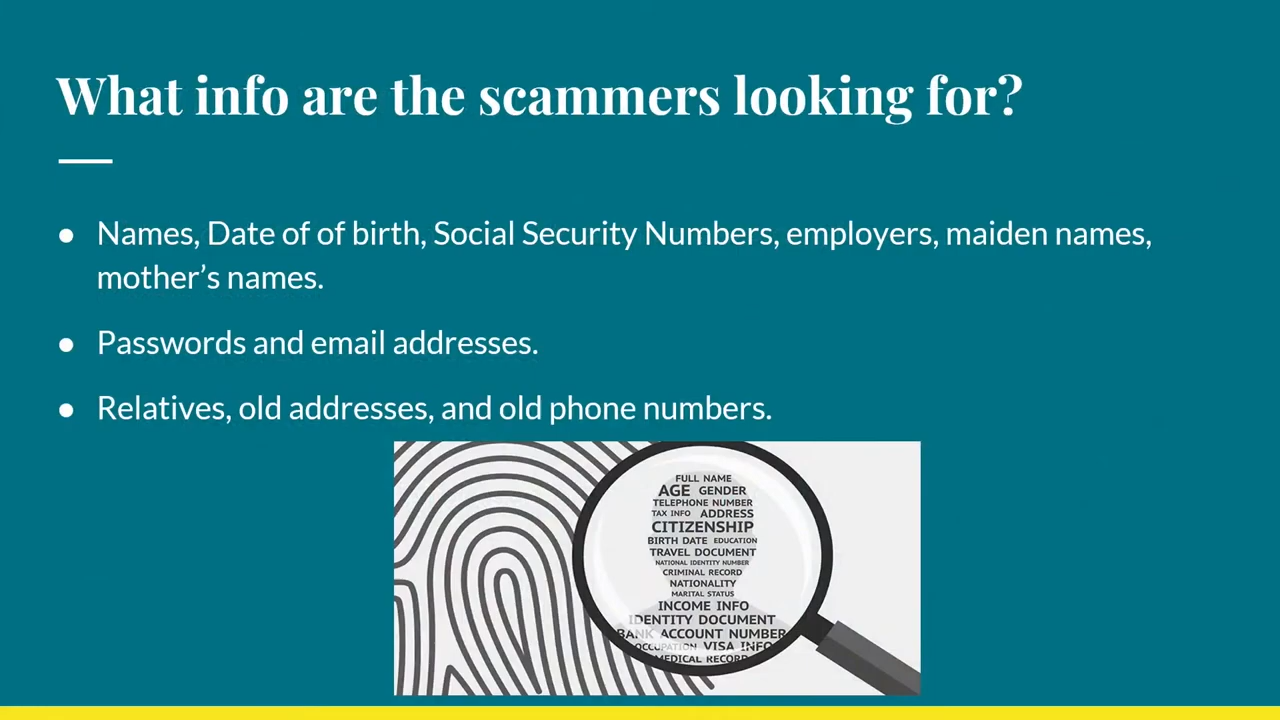 What info are the scammers looking for?
● Names, Date of of birth, Social Security Numbers, employers, maiden names,
mother’s names.
● Passwords and email addresses.
● Relatives, old addresses, and old phone numbers.
FULL NAME
AGE GENDER
TELEPHONE NUMBER
TAX INFO ADDRESS
CITIZENSHIP
BIRTH DATE EDUCATION
TRAVEL DOCUMENT
NATIONAL IDENTITY NUMBER
CRIMINAL RECORD
NATIONALITY
MARITAL STATUS
INCOME INFO
IDENTITY DOCUMENT
BANK ACCOUNT NUMBER
OCCUPATION VISA INFO
MEDICAL RECORD